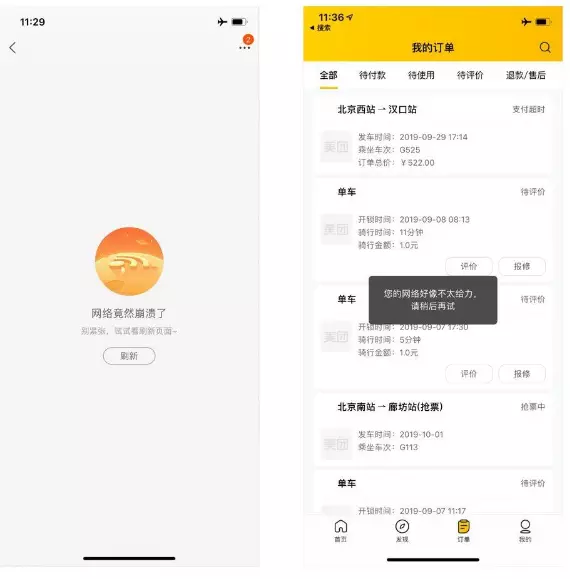 11:29
2
网络竟然崩溃了
别紧张，试试看刷新页面~
刷新
11:36
◀ 搜索
我的订单
全部 待付款 待使用 待评价 退款/售后
北京西站 → 汉口站 支付超时
美团
发车时间：2019-09-29 17:14
乘坐车次：G525
订单总价：￥522.00
单车 待评价
美团
开锁时间：2019-09-08 08:13
骑行时间：11分钟
骑行金额：1.0元
评价 报修
您的网络好像不太给力，
请稍后再试
单车 待评价
美团
开锁时间：2019-09-07 17:30
骑行时间：5分钟
骑行金额：1.0元
评价 报修
北京南站 → 廊坊站(抢票) 抢票中
美团
发车时间：2019-10-01
乘坐车次：G113
单车 待评价
开锁时间：2019-09-07 11:17
首页 发现 订单 我的